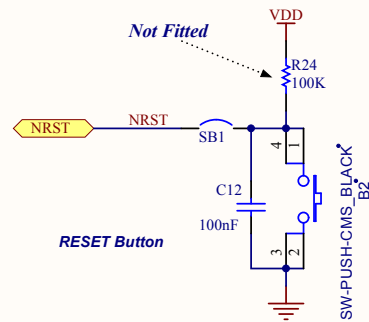 VDD
Not Fitted
R24
100K
NRST
NRST
SB1
4
1
C12
100nF
3
2
SW-PUSH-CMS_BLACK
B2
RESET Button